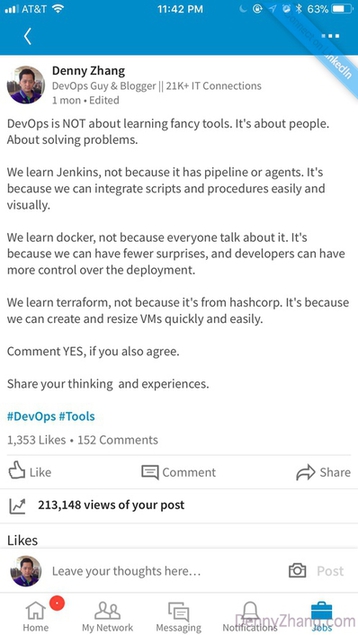 AT&T 11:42 PM 63%
Denny Zhang
DevOps Guy & Blogger || 21K+ IT Connections
1 mon • Edited
DevOps is NOT about learning fancy tools. It's about people.
About solving problems.
We learn Jenkins, not because it has pipeline or agents. It's
because we can integrate scripts and procedures easily and
visually.
We learn docker, not because everyone talk about it. It's
because we can have fewer surprises, and developers can have
more control over the deployment.
We learn terraform, not because it's from hashcorp. It's because
we can create and resize VMs quickly and easily.
Comment YES, if you also agree.
Share your thinking and experiences.
#DevOps #Tools
1,353 Likes • 152 Comments
Like Comment Share
213,148 views of your post
Likes
Leave your thoughts here... Post
Home My Network Messaging Notifications Jobs
DennyZhang.com